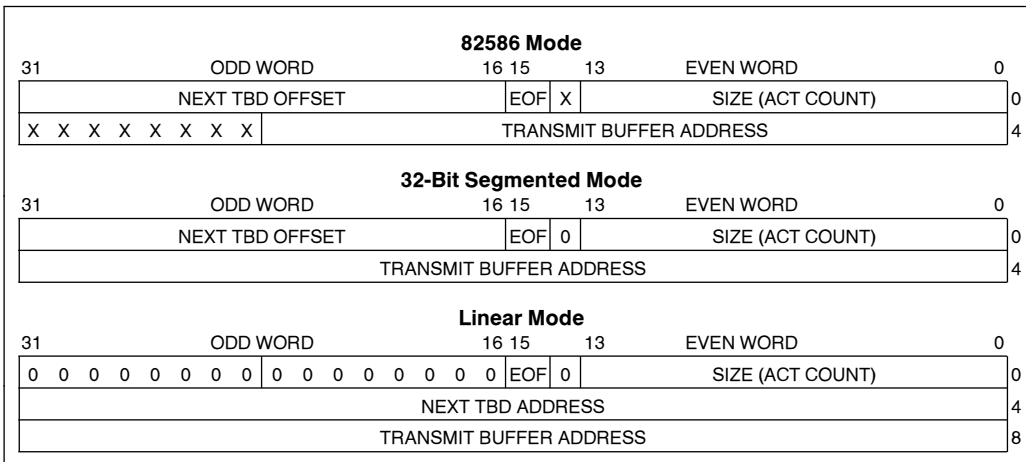 82586 Mode
31 ODD WORD 16 15 13 EVEN WORD 0
NEXT TBD OFFSET EOF X SIZE (ACT COUNT) 0
X X X X X X X X TRANSMIT BUFFER ADDRESS 4
32-Bit Segmented Mode
31 ODD WORD 16 15 13 EVEN WORD 0
NEXT TBD OFFSET EOF 0 SIZE (ACT COUNT) 0
TRANSMIT BUFFER ADDRESS 4
Linear Mode
31 ODD WORD 16 15 13 EVEN WORD 0
0 0 0 0 0 0 0 0 0 0 0 0 0 0 0 0 EOF 0 SIZE (ACT COUNT) 0
NEXT TBD ADDRESS 4
TRANSMIT BUFFER ADDRESS 8